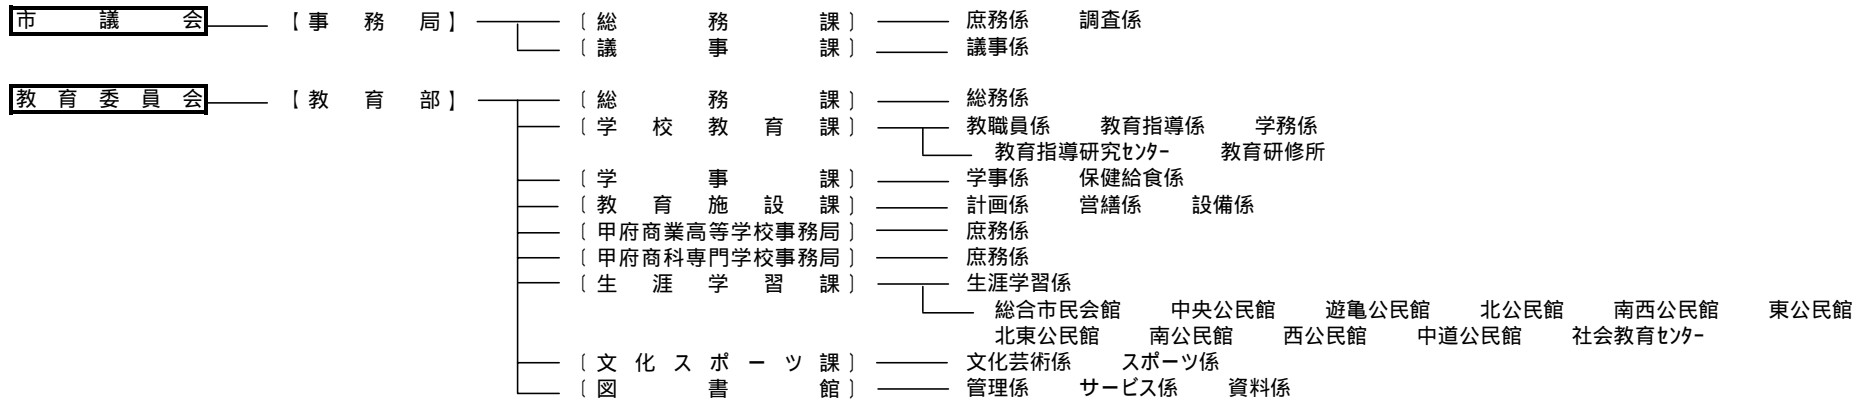 市議会 【事務局】 〔総務課〕 庶務係 調査係
〔議事課〕 議事係
教育委員会 【教育部】 〔総務課〕 総務係
〔学校教育課〕 教職員係 教育指導係 学務係
教育指導研究ｾﾝﾀｰ 教育研修所
〔学事課〕 学事係 保健給食係
〔教育施設課〕 計画係 営繕係 設備係
〔甲府商業高等学校事務局〕 庶務係
〔甲府商科専門学校事務局〕 庶務係
〔生涯学習課〕 生涯学習係
総合市民会館 中央公民館 遊亀公民館 北公民館 南西公民館 東公民館
北東公民館 南公民館 西公民館 中道公民館 社会教育ｾﾝﾀｰ
〔文化スポーツ課〕 文化芸術係 スポーツ係
〔図書館〕 管理係 サービス係 資料係